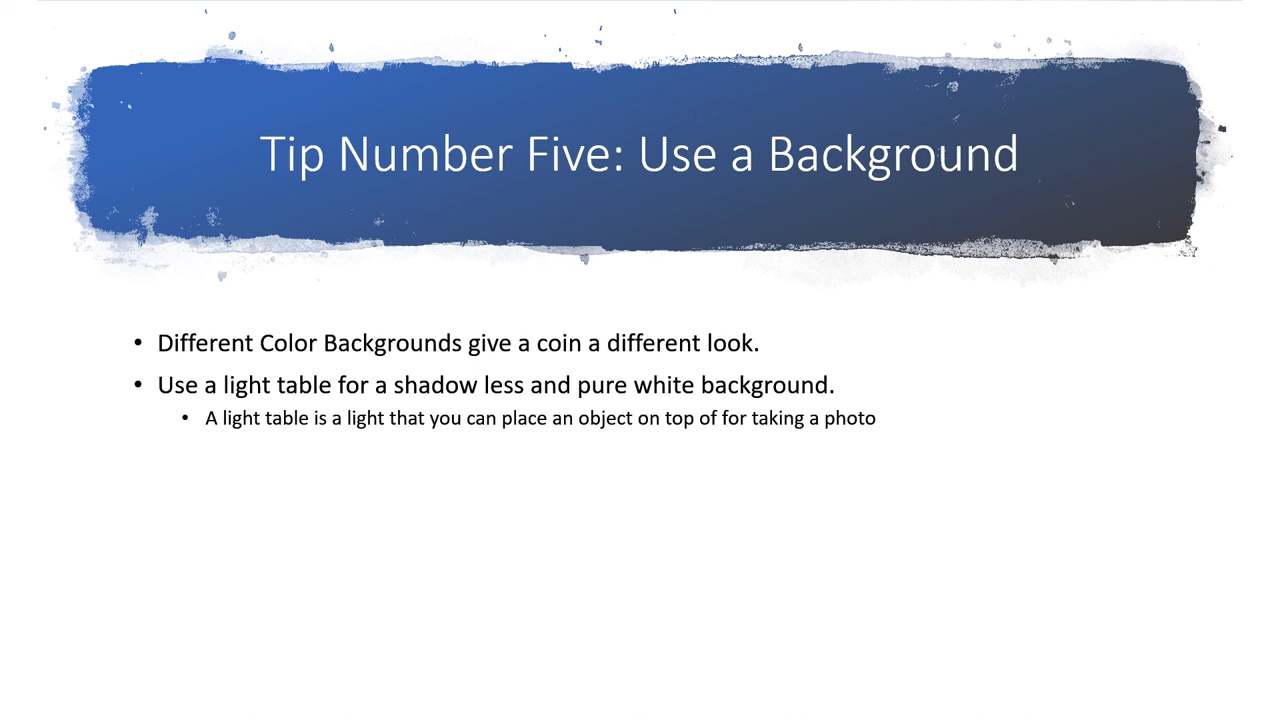 Tip Number Five: Use a Background
• Different Color Backgrounds give a coin a different look.
• Use a light table for a shadow less and pure white background.
• A light table is a light that you can place an object on top of for taking a photo